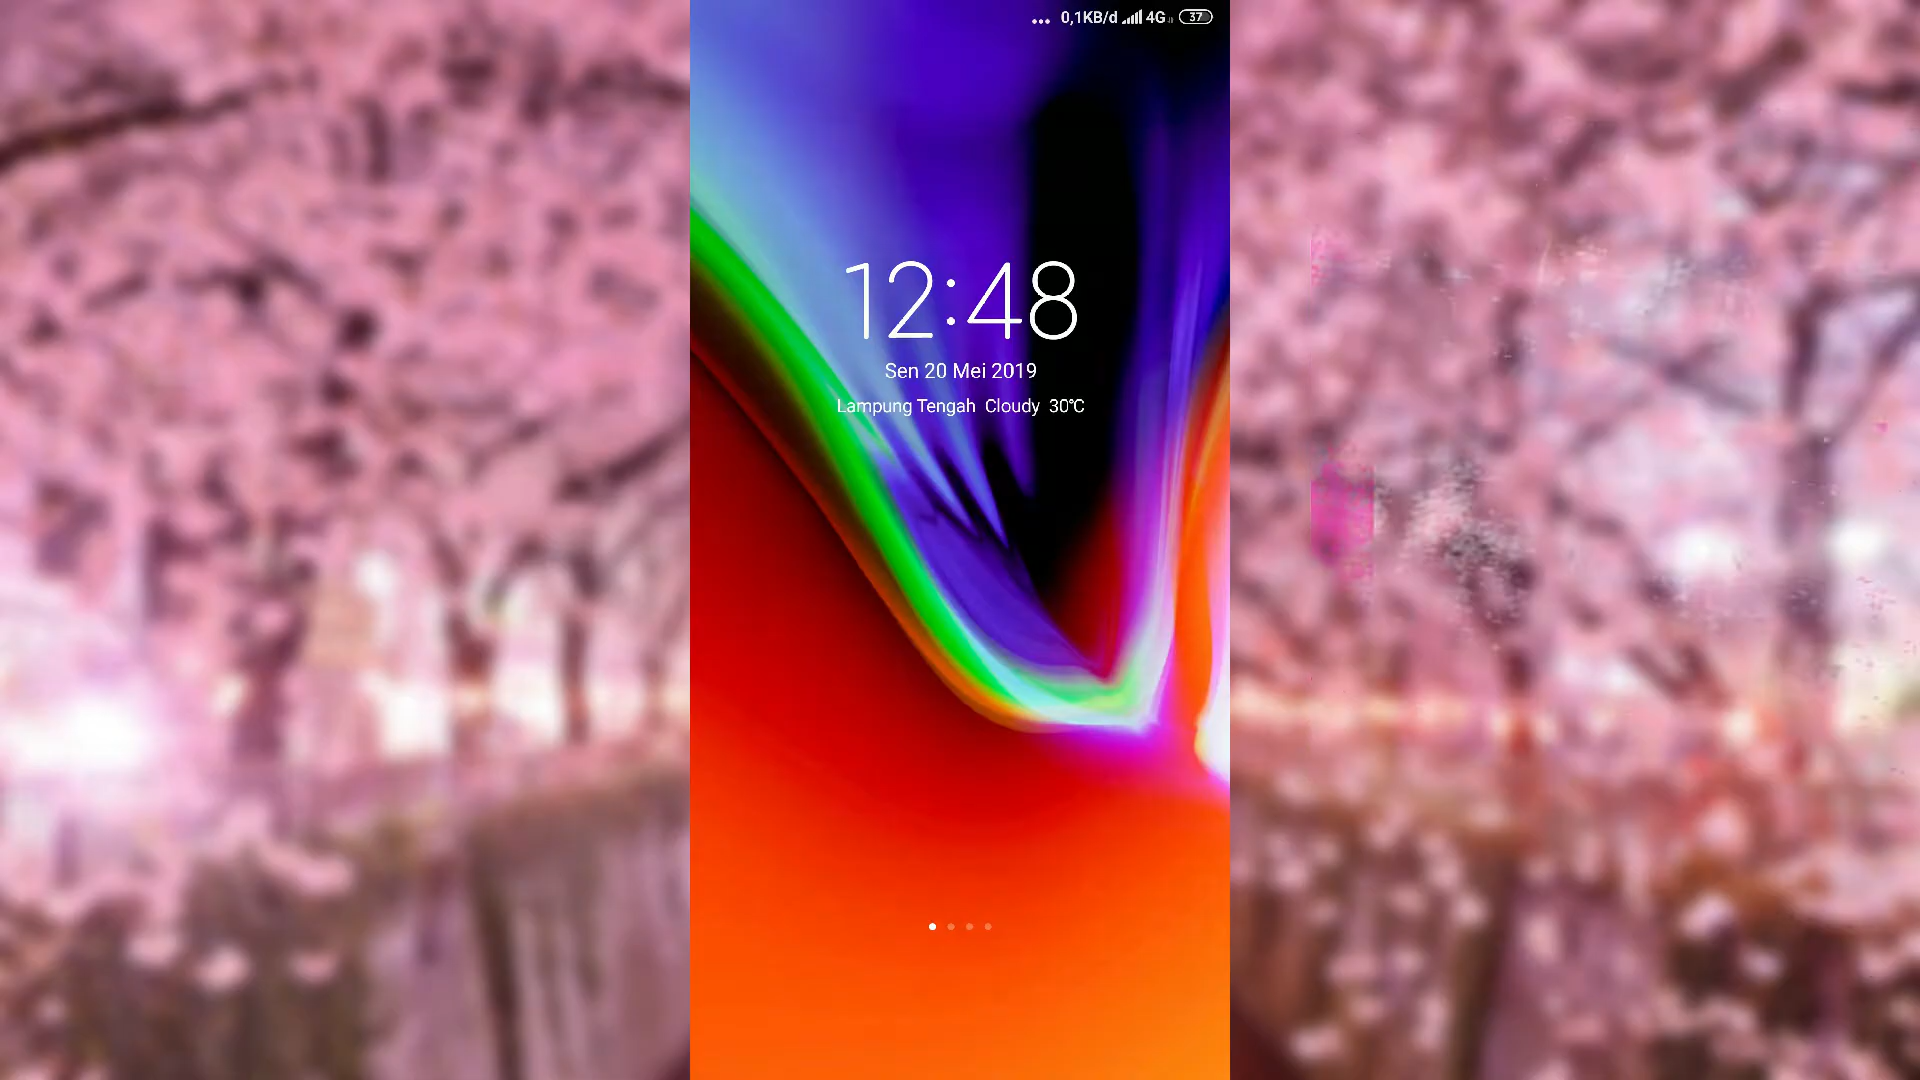 ... 0,1KB/d 4G 37
12:48
Sen 20 Mei 2019
Lampung Tengah Cloudy 30℃